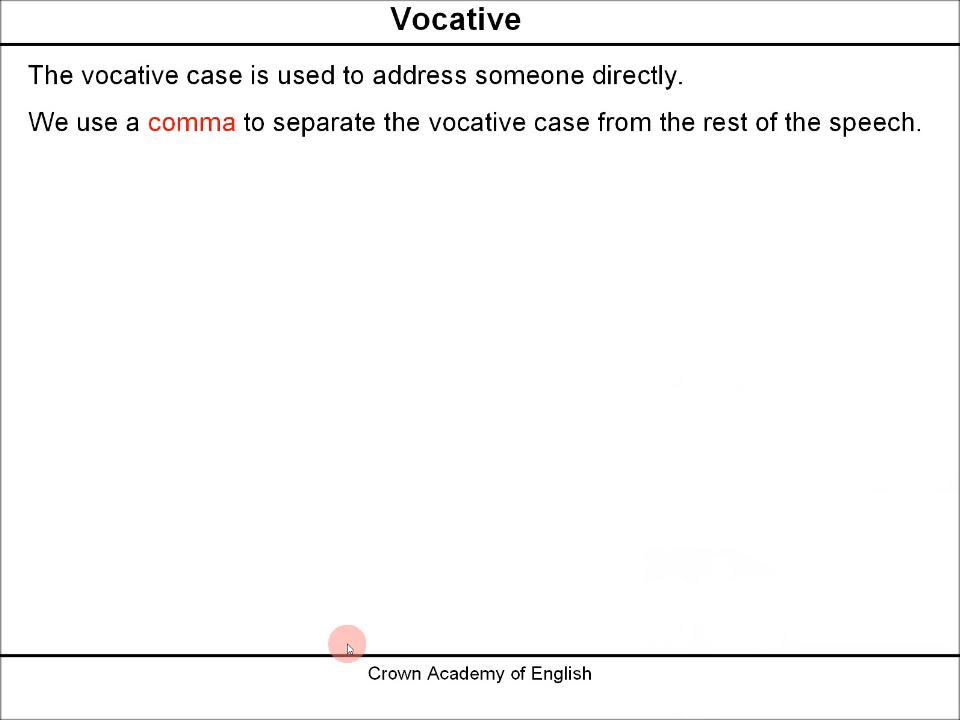 Vocative
The vocative case is used to address someone directly.
We use a comma to separate the vocative case from the rest of the speech.
Crown Academy of English